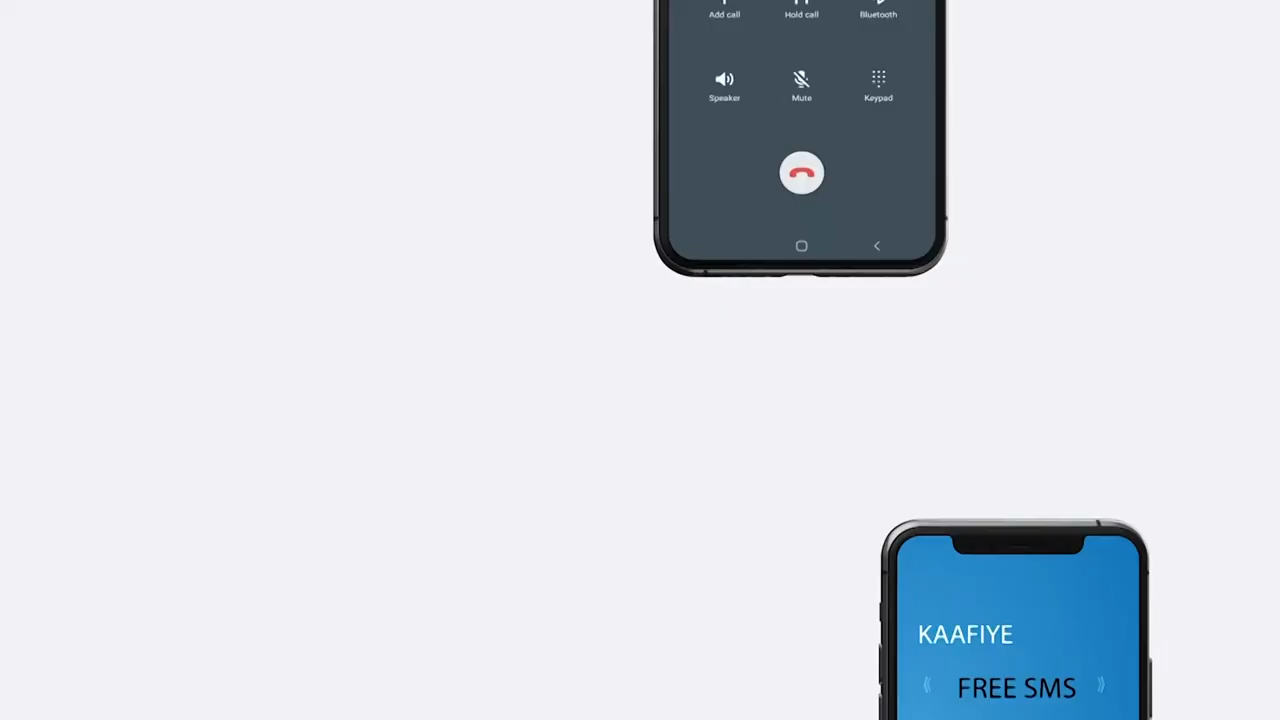 Add call Hold call Bluetooth
Speaker Mute Keypad
KAAFIYE
FREE SMS